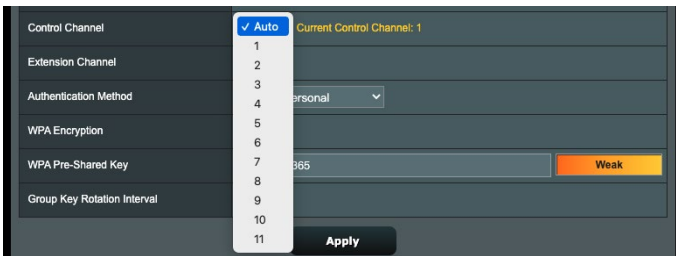 Control Channel
✓ Auto
Current Control Channel: 1
1
Extension Channel
2
3
Authentication Method
4
ersonal
5
WPA Encryption
6
WPA Pre-Shared Key
7
365
Weak
8
Group Key Rotation Interval
9
10
11
Apply